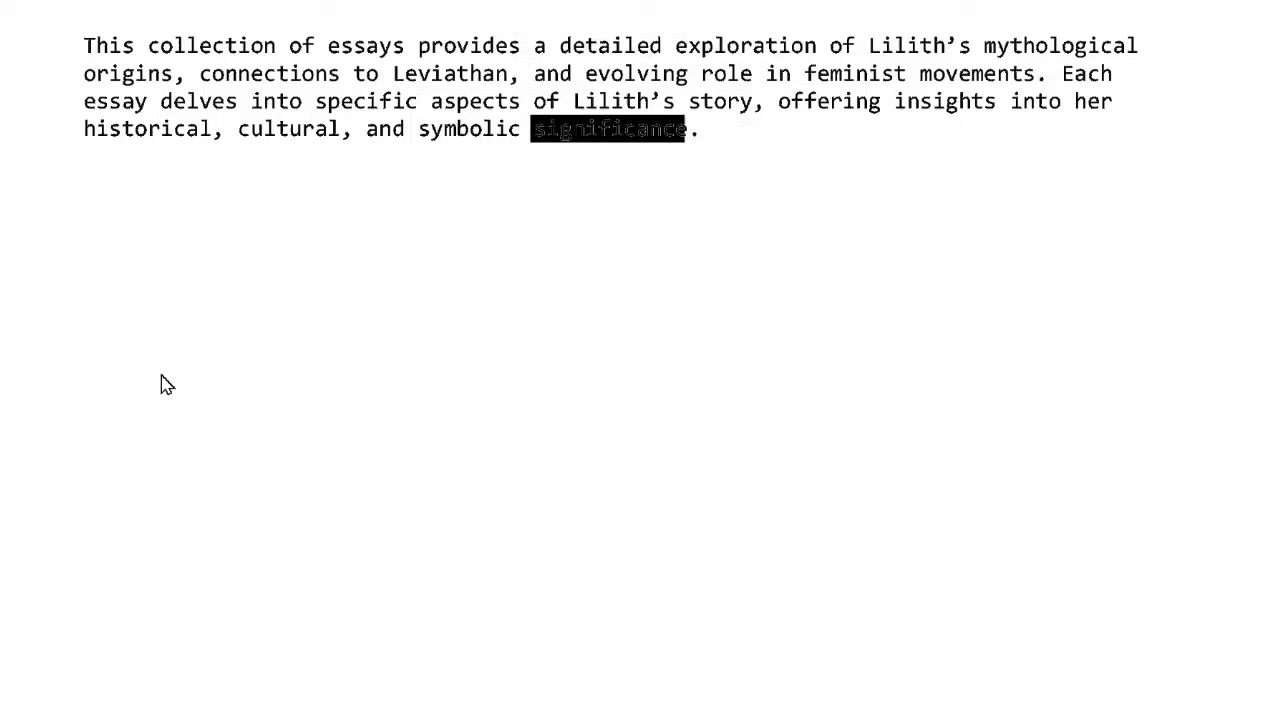 This collection of essays provides a detailed exploration of Lilith’s mythological
origins, connections to Leviathan, and evolving role in feminist movements. Each
essay delves into specific aspects of Lilith’s story, offering insights into her
historical, cultural, and symbolic significance.